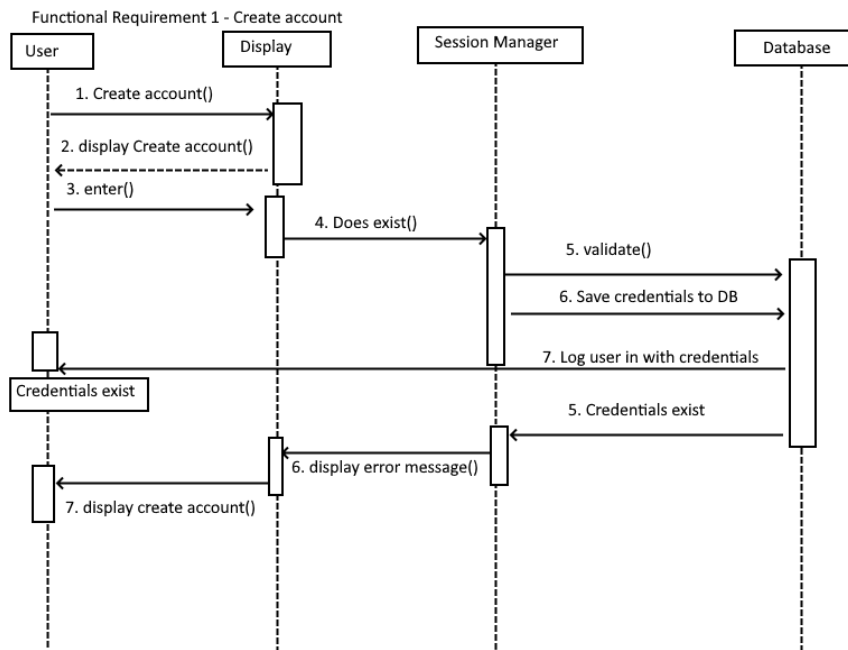 Functional Requirement 1 - Create account
User
Display
Session Manager
Database
1. Create account()
2. display Create account()
3. enter()
4. Does exist()
5. validate()
6. Save credentials to DB
7. Log user in with credentials
Credentials exist
5. Credentials exist
6. display error message()
7. display create account()